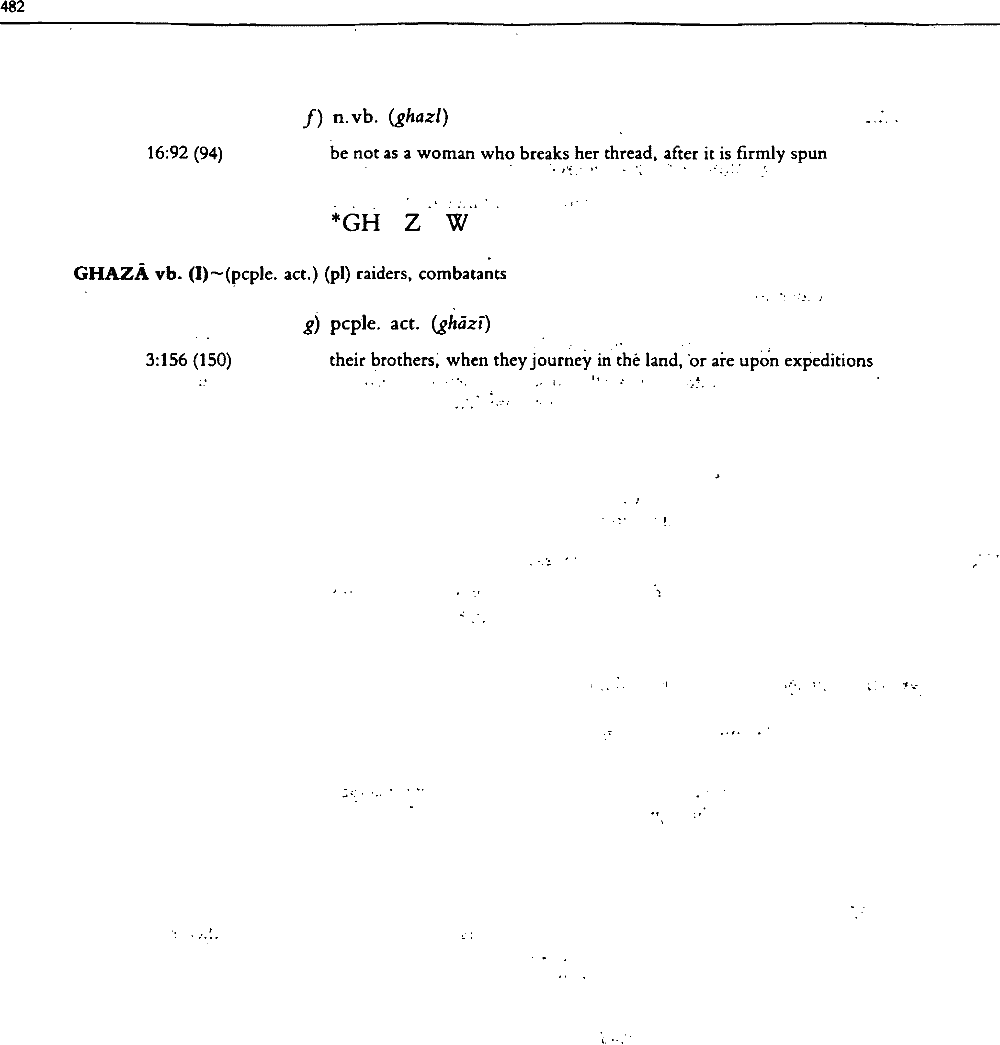 482
f) n.vb. (ghazl)
16:92 (94) be not as a woman who breaks her thread, after it is firmly spun
*GH Z W
GHAZĀ vb. (I)~(pcple. act.) (pl) raiders, combatants
g) pcple. act. (ghāzī)
3:156 (150) their brothers, when they journey in the land, or are upon expeditions